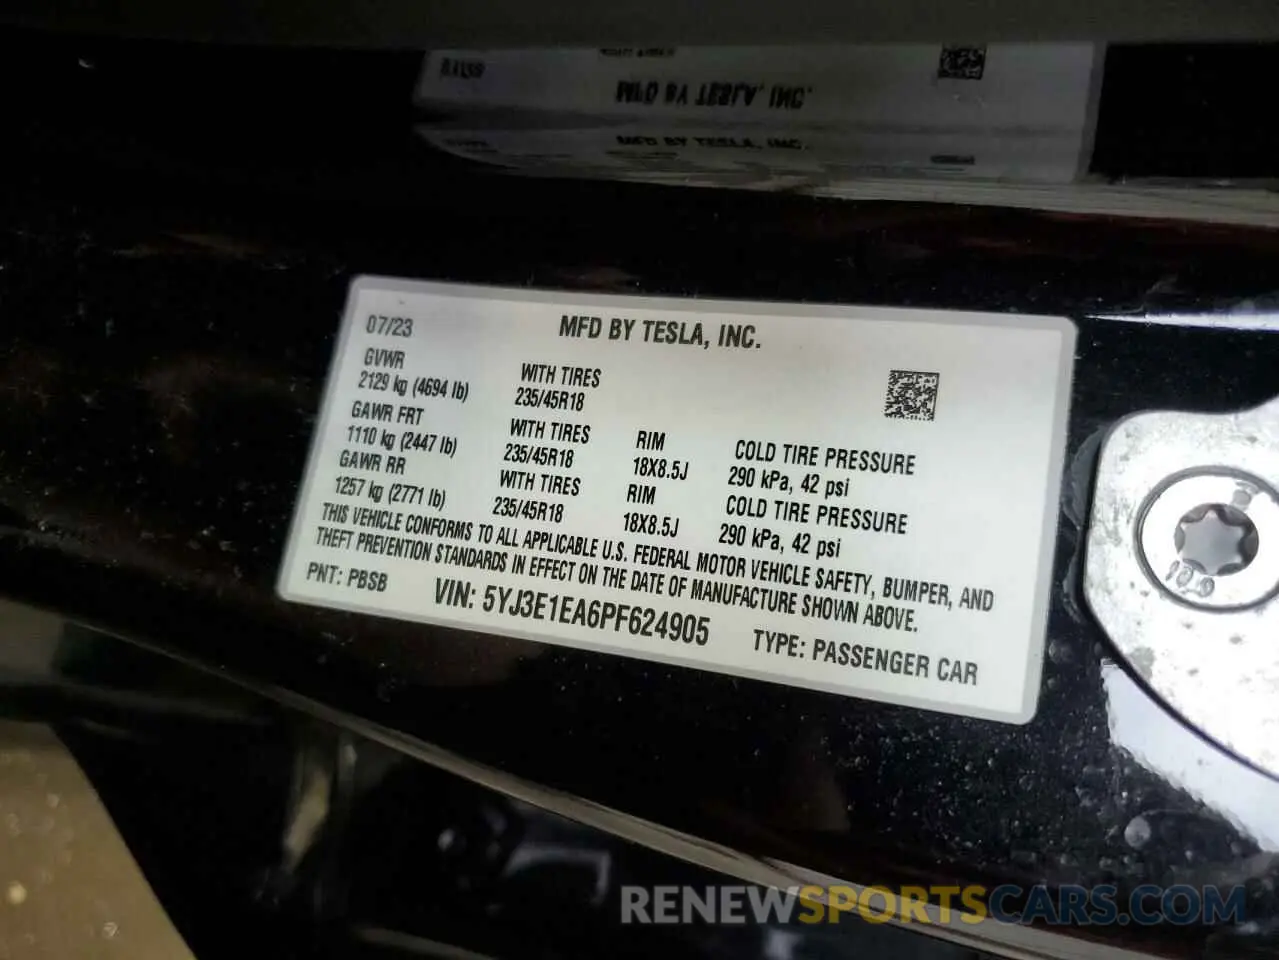 07/23 MFD BY TESLA, INC.
GVWR
2129 kg (4694 lb) WITH TIRES
235/45R18
GAWR FRT
1110 kg (2447 lb) WITH TIRES
235/45R18 RIM
18X8.5J COLD TIRE PRESSURE
290 kPa, 42 psi
GAWR RR
1257 kg (2771 lb) WITH TIRES
235/45R18 RIM
18X8.5J COLD TIRE PRESSURE
290 kPa, 42 psi
THIS VEHICLE CONFORMS TO ALL APPLICABLE U.S. FEDERAL MOTOR VEHICLE SAFETY, BUMPER, AND
THEFT PREVENTION STANDARDS IN EFFECT ON THE DATE OF MANUFACTURE SHOWN ABOVE.
PNT: PBSB VIN: 5YJ3E1EA6PF624905 TYPE: PASSENGER CAR
RENEWSPORTSCARS.COM